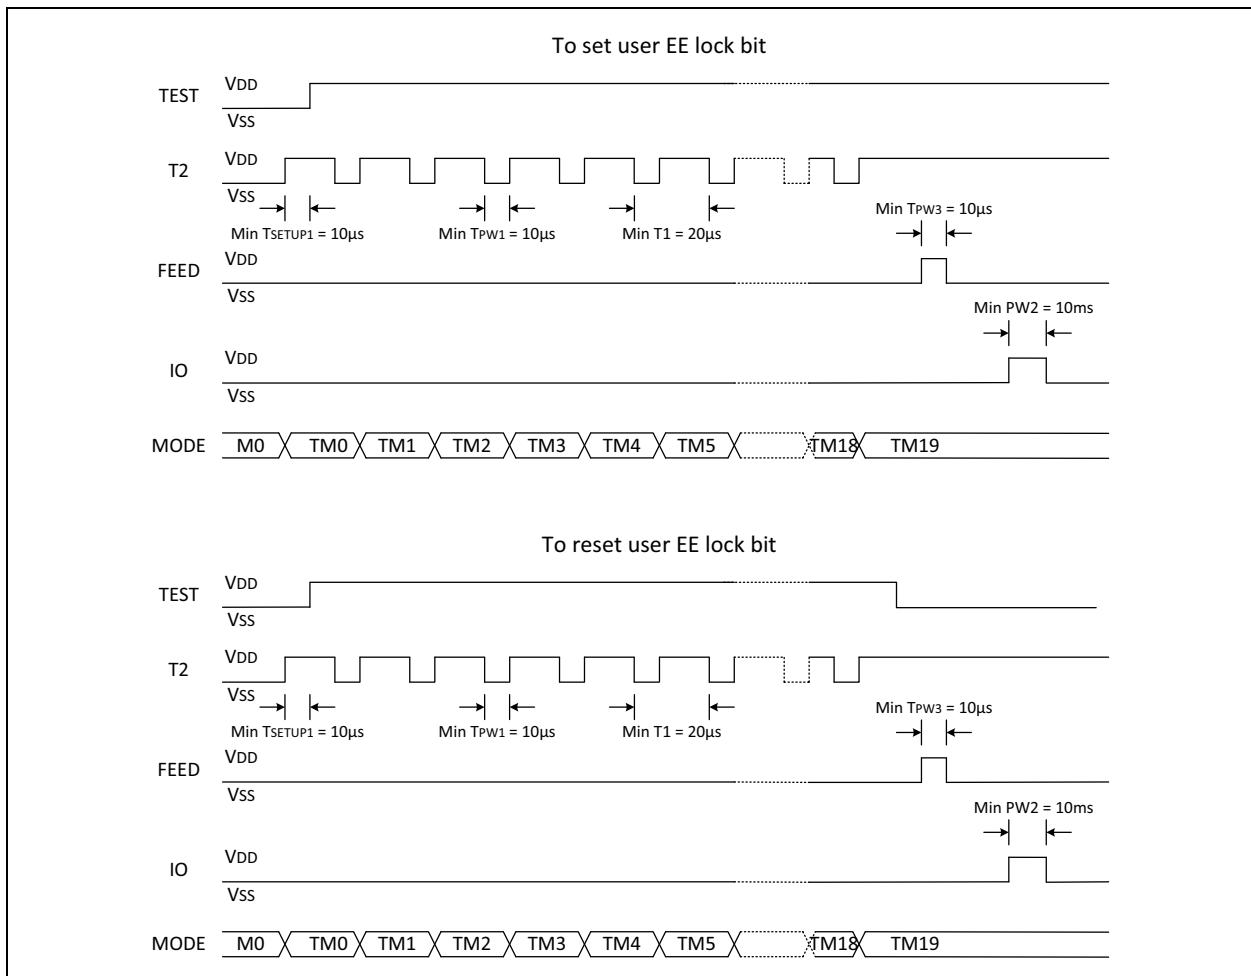 To set user EE lock bit
TEST
VDD
VSS
T2
VDD
VSS
Min TSETUP1 = 10µs
Min TPW1 = 10µs
Min T1 = 20µs
Min TPW3 = 10µs
FEED
VDD
VSS
Min PW2 = 10ms
IO
VDD
VSS
MODE M0 TM0 TM1 TM2 TM3 TM4 TM5 TM18 TM19
To reset user EE lock bit
TEST
VDD
VSS
T2
VDD
VSS
Min TSETUP1 = 10µs
Min TPW1 = 10µs
Min T1 = 20µs
Min TPW3 = 10µs
FEED
VDD
VSS
Min PW2 = 10ms
IO
VDD
VSS
MODE M0 TM0 TM1 TM2 TM3 TM4 TM5 TM18 TM19